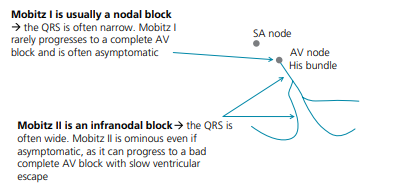 Mobitz I is usually a nodal block
→ the QRS is often narrow. Mobitz I
rarely progresses to a complete AV
block and is often asymptomatic
SA node
AV node
His bundle
Mobitz II is an infranodal block→ the QRS is
often wide. Mobitz II is ominous even if
asymptomatic, as it can progress to a bad
complete AV block with slow ventricular
escape